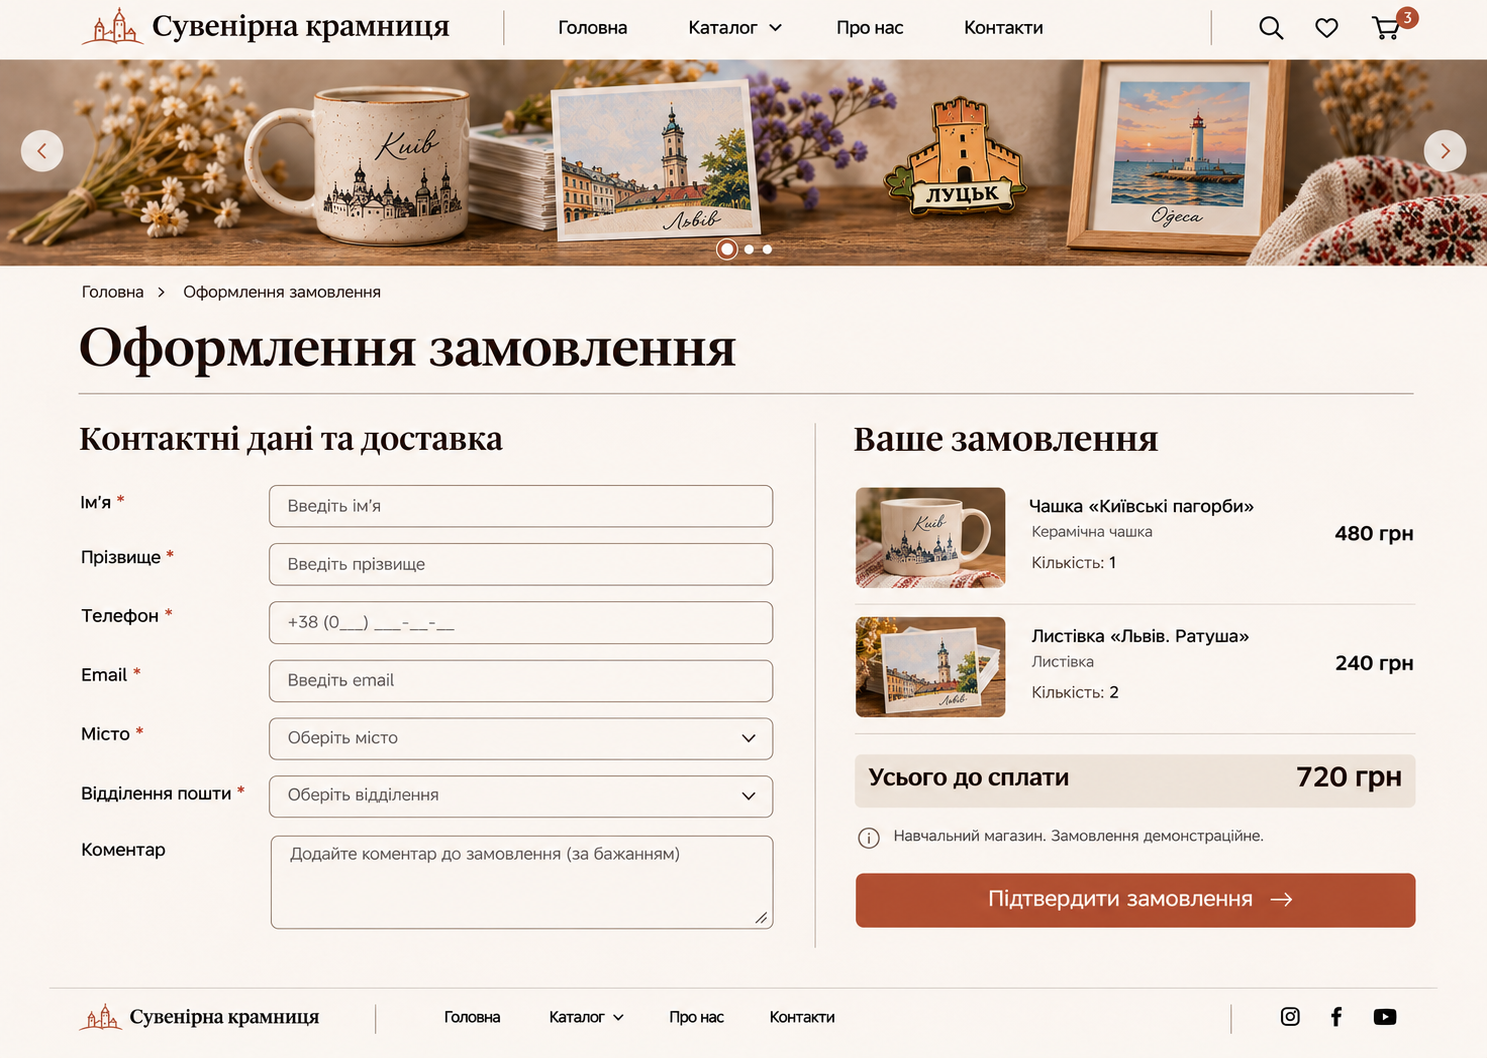 Сувенірна крамниця
Головна
Каталог
Про нас
Контакти
3
Київ
Львів
ЛУЦЬК
Одеса
Головна > Оформлення замовлення
Оформлення замовлення
Контактні дані та доставка
Ім'я *
Введіть ім'я
Прізвище *
Введіть прізвище
Телефон *
+38 (0___) ___-__-__
Email *
Введіть email
Місто *
Оберіть місто
Відділення пошти *
Оберіть відділення
Коментар
Додайте коментар до замовлення (за бажанням)
Ваше замовлення
Київ
Чашка «Київські пагорби»
Керамічна чашка
Кількість: 1
480 грн
Львів
Листівка «Львів. Ратуша»
Листівка
Кількість: 2
240 грн
Усього до сплати
720 грн
Навчальний магазин. Замовлення демонстраційне.
Підтвердити замовлення →
Сувенірна крамниця
Головна
Каталог
Про нас
Контакти